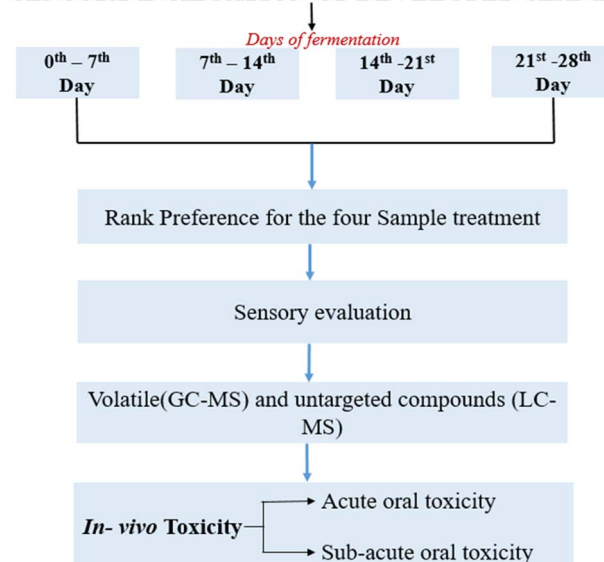 Days of fermentation
0th – 7th
Day
7th – 14th
Day
14th -21st
Day
21st -28th
Day
Rank Preference for the four Sample treatment
Sensory evaluation
Volatile(GC-MS) and untargeted compounds (LC-
MS)
Acute oral toxicity
In- vivo Toxicity
Sub-acute oral toxicity